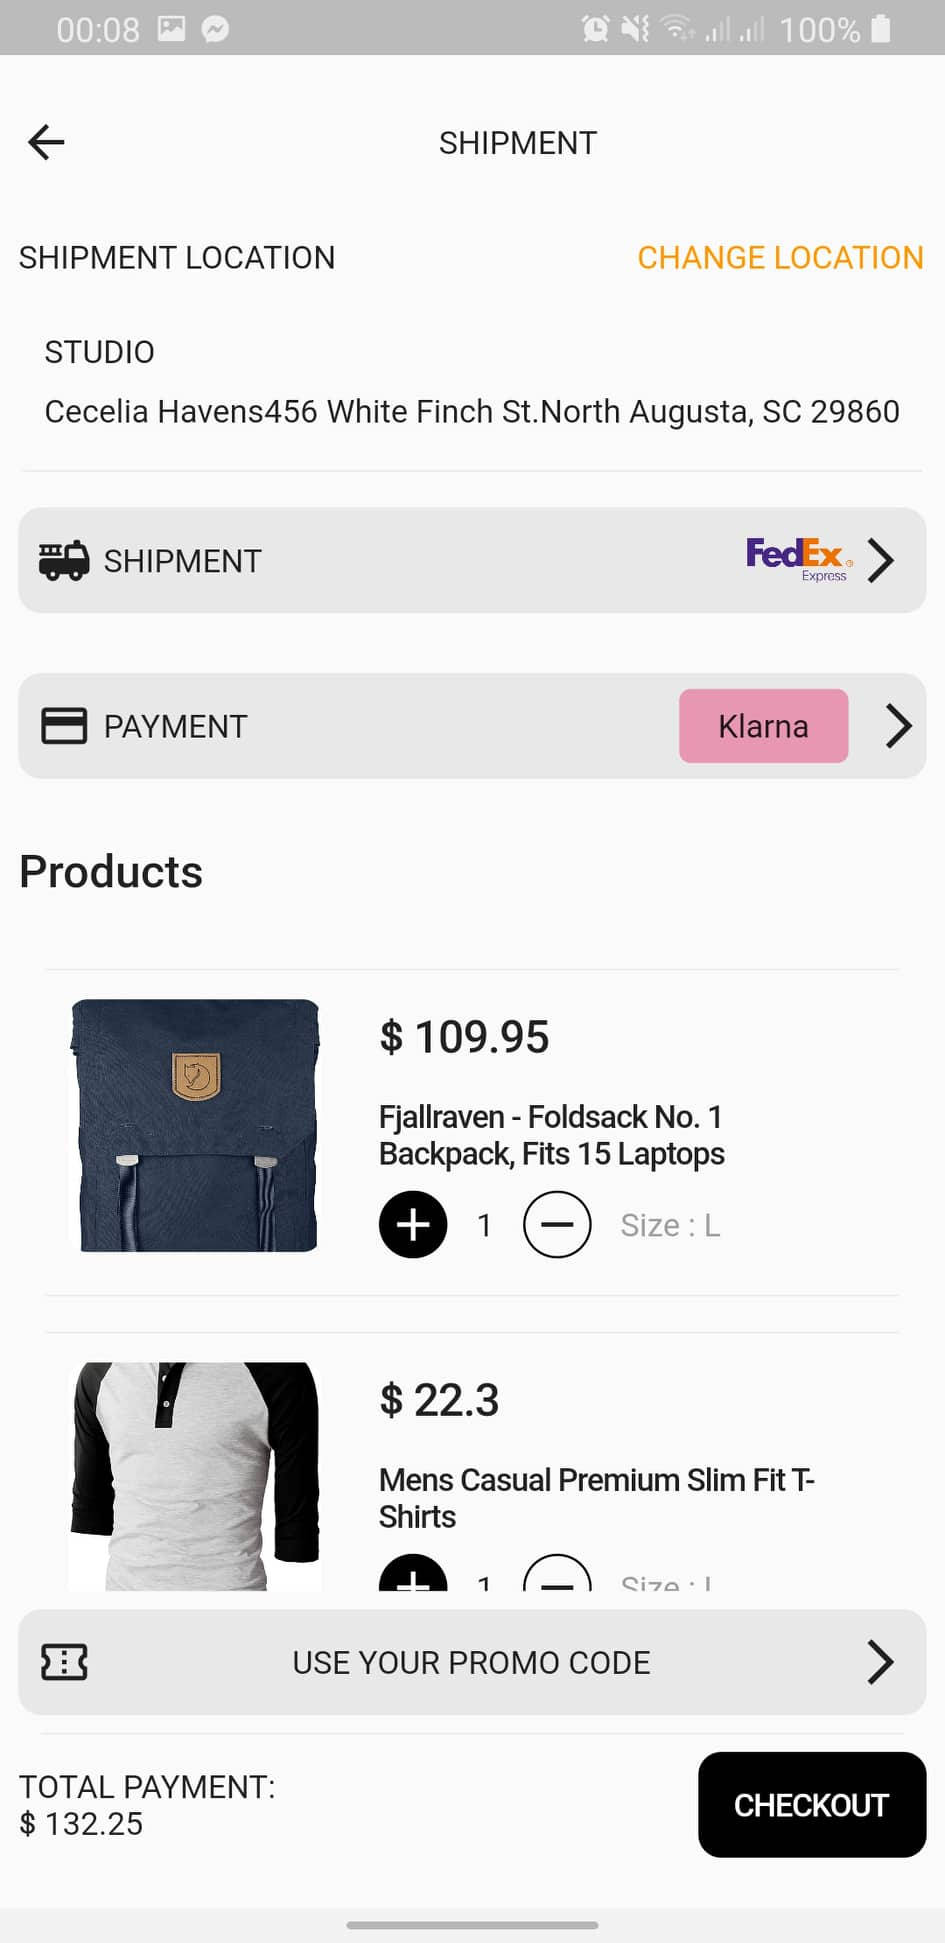 00:08 100%
SHIPMENT
SHIPMENT LOCATION CHANGE LOCATION
STUDIO
Cecelia Havens456 White Finch St.North Augusta, SC 29860
SHIPMENT FedEx®
Express
PAYMENT Klarna
Products
$ 109.95
Fjallraven - Foldsack No. 1
Backpack, Fits 15 Laptops
1 Size : L
$ 22.3
Mens Casual Premium Slim Fit T-
Shirts
1 Size : L
USE YOUR PROMO CODE
TOTAL PAYMENT:
$ 132.25
CHECKOUT